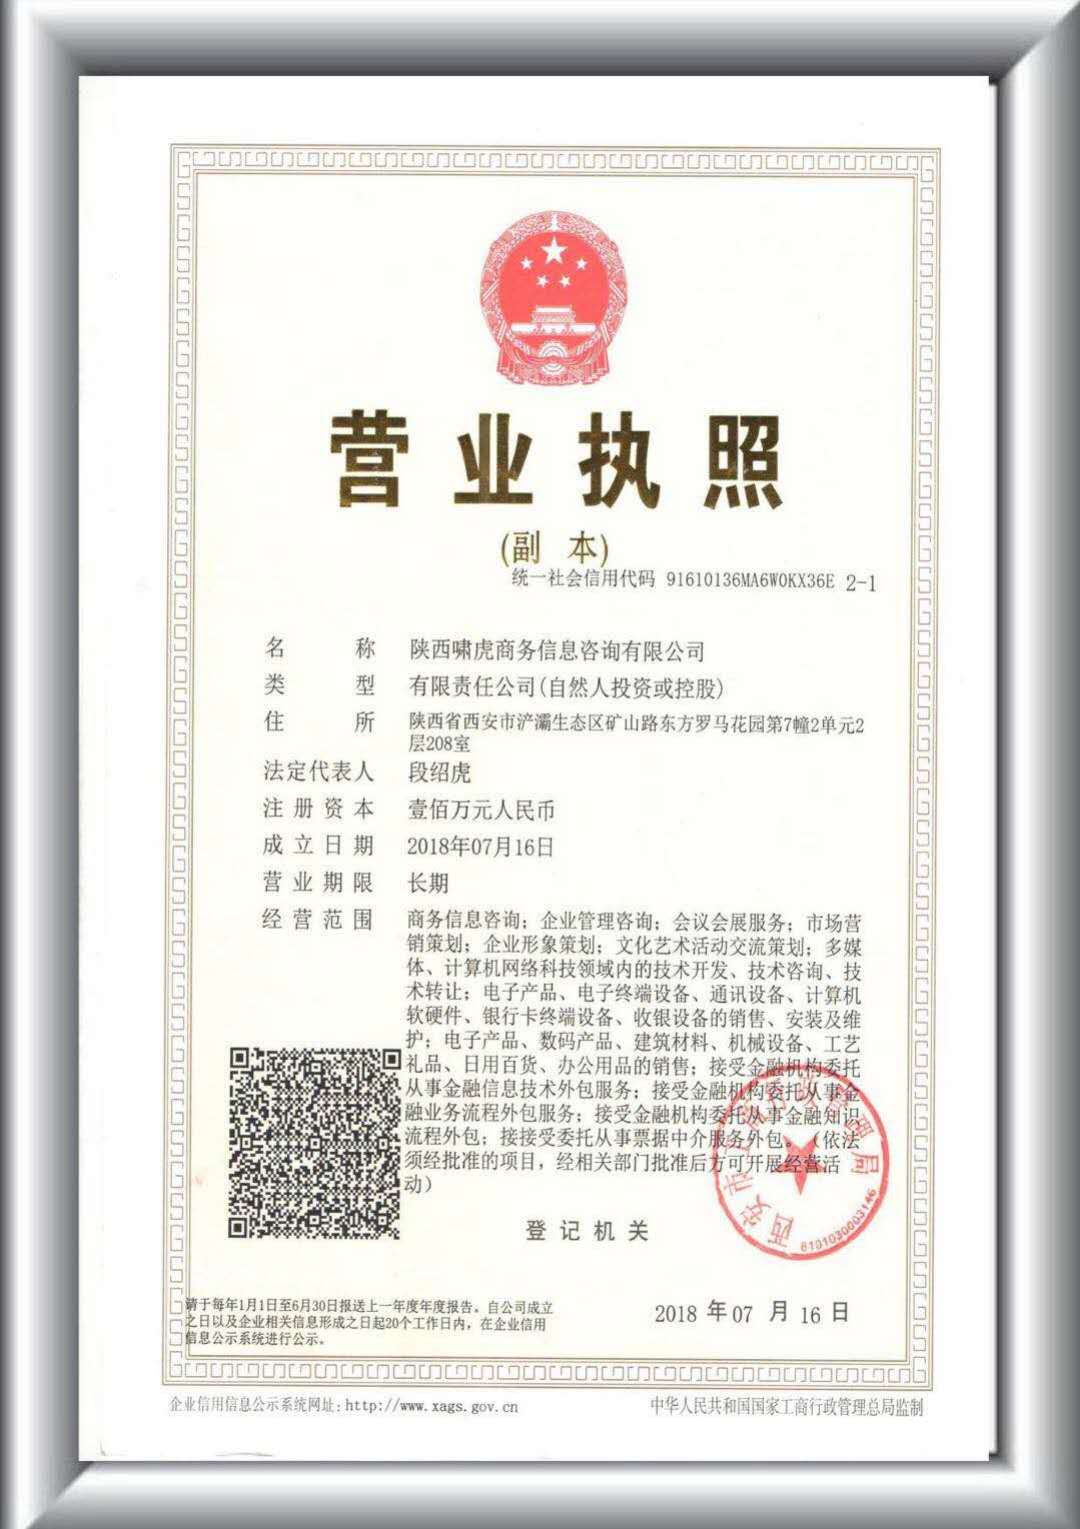 营业执照
(副 本)
统一社会信用代码 91610136MA6W0KX36E 2-1
名称 陕西啸虎商务信息咨询有限公司
类型 有限责任公司(自然人投资或控股)
住所 陕西省西安市浐灞生态区矿山路东方罗马花园第7幢2单元2
层208室
法定代表人 段绍虎
注册资本 壹佰万元人民币
成立日期 2018年07月16日
营业期限 长期
经营范围 商务信息咨询；企业管理咨询；会议会展服务；市场营
销策划；企业形象策划；文化艺术活动交流策划；多媒
体、计算机网络科技领域内的技术开发、技术咨询、技
术转让；电子产品、电子终端设备、通讯设备、计算机
软硬件、银行卡终端设备、收银设备的销售、安装及维
护；电子产品、数码产品、建筑材料、机械设备、工艺
礼品、日用百货、办公用品的销售；接受金融机构委托
从事金融信息技术外包服务；接受金融机构委托从事金
融业务流程外包服务；接受金融机构委托从事金融知识
流程外包；接接受委托从事票据中介服务外包。（依法
须经批准的项目，经相关部门批准后方可开展经营活
动）
登记机关
西安市工商行政管理局
6101030003146
2018 年 07 月 16 日
请于每年1月1日至6月30日报送上一年度年度报告。自公司成立
之日以及企业相关信息形成之日起20个工作日内，在企业信用
信息公示系统进行公示。
企业信用信息公示系统网址：http://www.xags.gov.cn
中华人民共和国国家工商行政管理总局监制